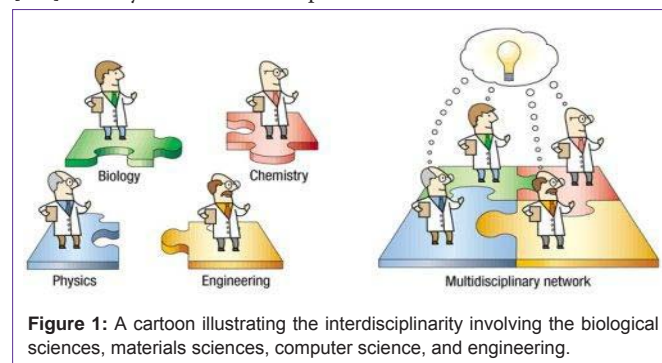 Biology
Chemistry
Physics
Engineering
Multidisciplinary network
Figure 1: A cartoon illustrating the interdisciplinarity involving the biological
sciences, materials sciences, computer science, and engineering.